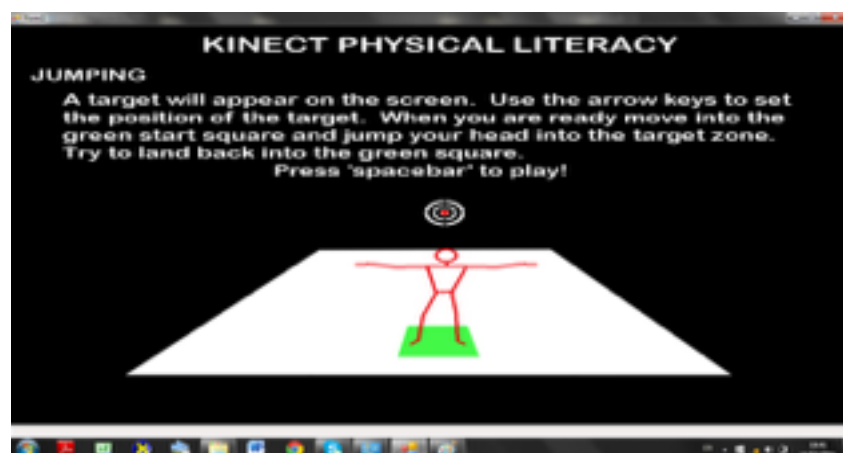 KINECT PHYSICAL LITERACY
JUMPING
A target will appear on the screen. Use the arrow keys to set
the position of the target. When you are ready move into the
green start square and jump your head into the target zone.
Try to land back into the green square.
Press 'spacebar' to play!